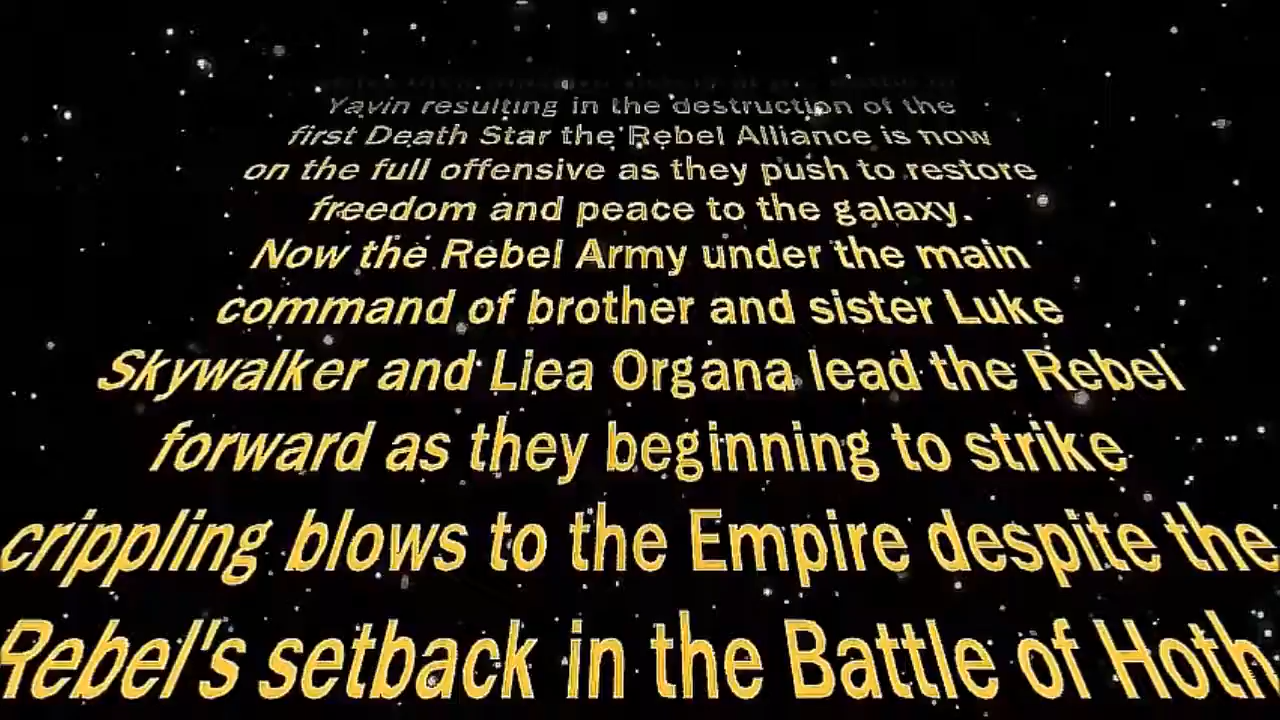 Yavin resulting in the destruction of the
first Death Star the Rebel Alliance is now
on the full offensive as they push to restore
freedom and peace to the galaxy.
Now the Rebel Army under the main
command of brother and sister Luke
Skywalker and Liea Organa lead the Rebel
forward as they beginning to strike
crippling blows to the Empire despite the
Rebel's setback in the Battle of Hoth